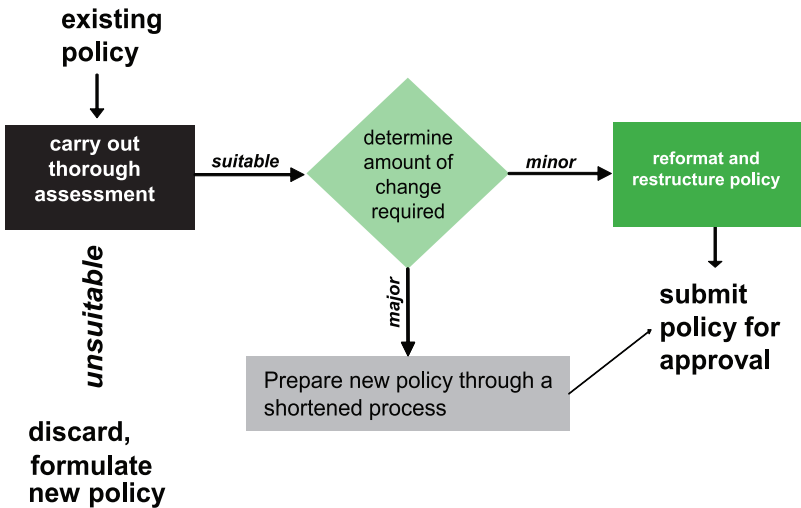 existing
policy
carry out
thorough
assessment
suitable
determine
amount of
change
required
minor
reformat and
restructure policy
unsuitable
major
submit
policy for
approval
Prepare new policy through a
shortened process
discard,
formulate
new policy